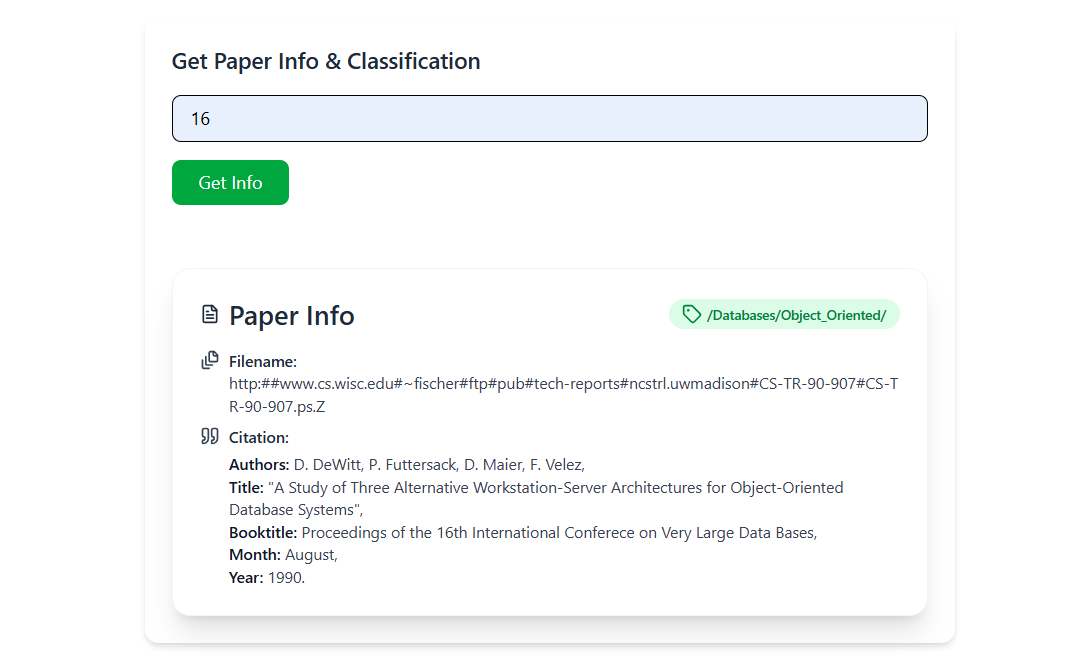 Get Paper Info & Classification
16
Get Info
Paper Info
/Databases/Object_Oriented/
Filename:
http:##www.cs.wisc.edu#~fischer#ftp#pub#tech-reports#ncstrl.uwmadison#CS-TR-90-907#CS-T
R-90-907.ps.Z
Citation:
Authors: D. DeWitt, P. Futtersack, D. Maier, F. Velez,
Title: "A Study of Three Alternative Workstation-Server Architectures for Object-Oriented
Database Systems",
Booktitle: Proceedings of the 16th International Conferece on Very Large Data Bases,
Month: August,
Year: 1990.